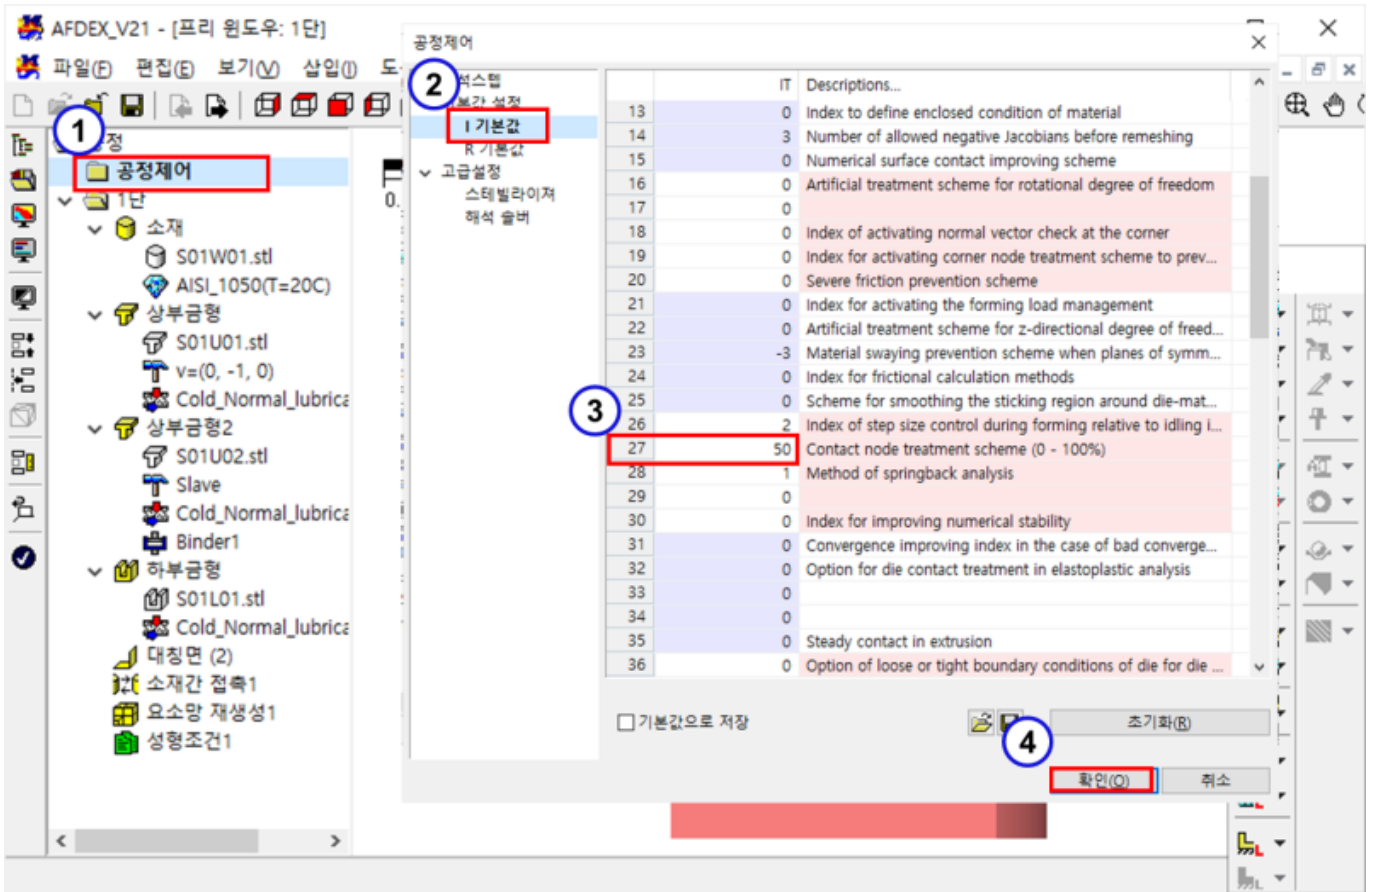 AFDEX_V21 - [프리 윈도우: 1단]
파일(F) 편집(E) 보기(V) 삽입(I)
1
공정제어
1단
소재
S01W01.stl
AISI_1050(T=20C)
상부금형
S01U01.stl
v=(0, -1, 0)
Cold_Normal_lubrica
상부금형2
S01U02.stl
Slave
Cold_Normal_lubrica
Binder1
하부금형
S01L01.stl
Cold_Normal_lubrica
대칭면 (2)
소재간 접촉1
요소망 재생성1
성형조건1
0.
공정제어
2
I 기본값
R 기본값
고급설정
스테빌라이져
해석 솔버
IT Descriptions...
13 0 Index to define enclosed condition of material
14 3 Number of allowed negative Jacobians before remeshing
15 0 Numerical surface contact improving scheme
16 0 Artificial treatment scheme for rotational degree of freedom
17 0
18 0 Index of activating normal vector check at the corner
19 0 Index for activating corner node treatment scheme to prev...
20 0 Severe friction prevention scheme
21 0 Index for activating the forming load management
22 0 Artificial treatment scheme for z-directional degree of freed...
23 -3 Material swaying prevention scheme when planes of symm...
24 0 Index for frictional calculation methods
3
25 0 Scheme for smoothing the sticking region around die-mat...
26 2 Index of step size control during forming relative to idling i...
27 50 Contact node treatment scheme (0 - 100%)
28 1 Method of springback analysis
29 0
30 0 Index for improving numerical stability
31 0 Convergence improving index in the case of bad converge...
32 0 Option for die contact treatment in elastoplastic analysis
33 0
34 0
35 0 Steady contact in extrusion
36 0 Option of loose or tight boundary conditions of die for die ...
기본값으로 저장
초기화(R)
4
확인(O) 취소